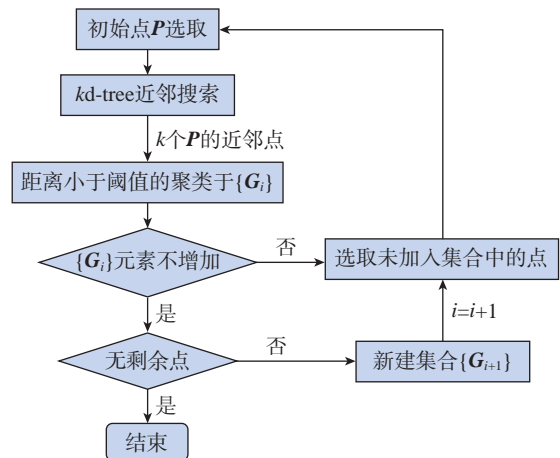 初始点P选取
kd-tree近邻搜索
k个P的近邻点
距离小于阈值的聚类于{Gi}
{Gi}元素不增加
否
选取未加入集合中的点
是
i=i+1
无剩余点
否
新建集合{Gi+1}
是
结束